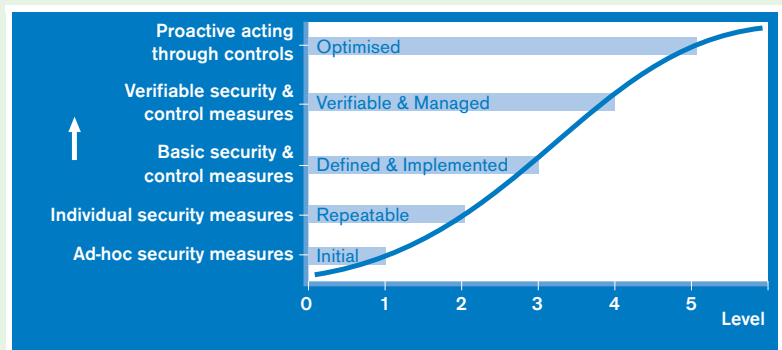 Proactive acting
through controls
Optimised
Verifiable security &
control measures
Verifiable & Managed
Basic security &
control measures
Defined & Implemented
Individual security measures
Repeatable
Ad-hoc security measures
Initial
0 1 2 3 4 5
Level